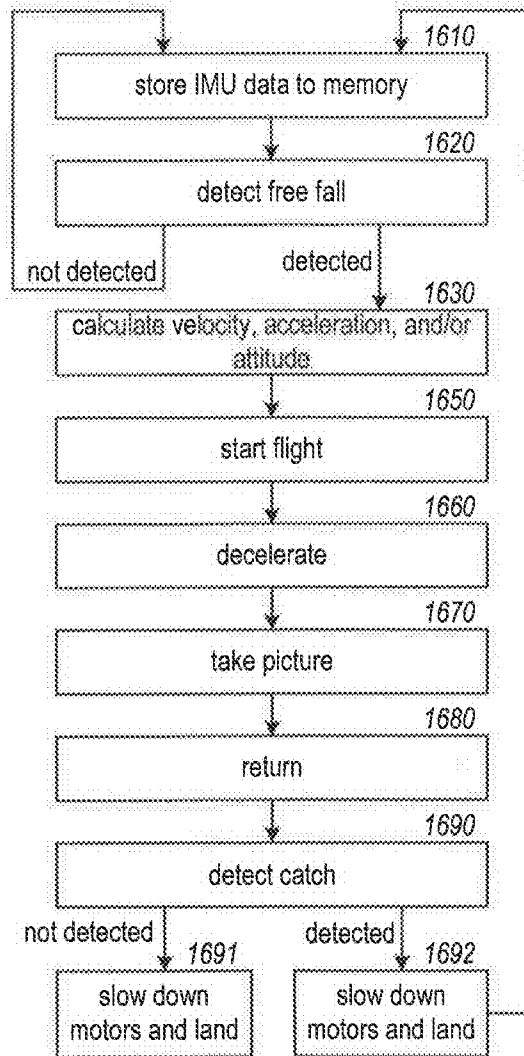 1610
store IMU data to memory
1620
detect free fall
not detected
detected
1630
calculate velocity, acceleration, and/or
attitude
1650
start flight
1660
decelerate
1670
take picture
1680
return
1690
detect catch
not detected
detected
1691
1692
slow down
motors and land
slow down
motors and land